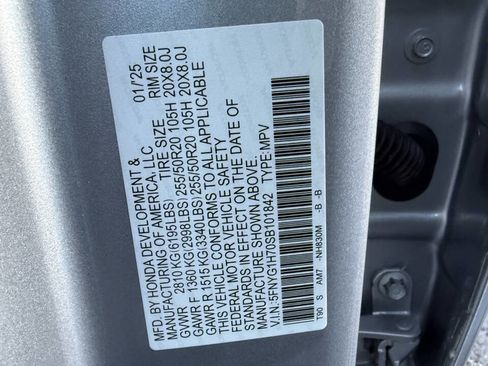 MFD. BY HONDA DEVELOPMENT & 01/25
MANUFACTURING OF AMERICA, LLC
TIRE SIZE RIM SIZE
GVWR 2810 KG(6195LBS)
GAWR F 1360 KG(2998LBS) 255/50R20 105H 20X8.0J
GAWR R 1515 KG(3340LBS) 255/50R20 105H 20X8.0J
THIS VEHICLE CONFORMS TO ALL APPLICABLE
FEDERAL MOTOR VEHICLE SAFETY
STANDARDS IN EFFECT ON THE DATE OF
MANUFACTURE SHOWN ABOVE.
V.I.N.:5FNYG1H70SB101842 TYPE: MPV
T90 S AM7 -NH830M -B -B